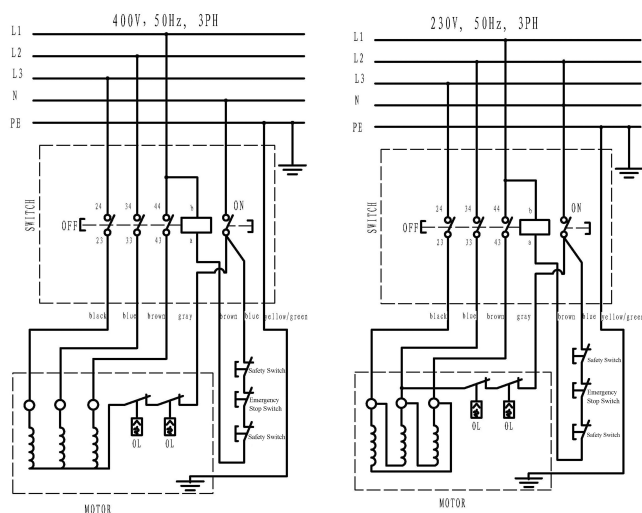 400V, 50Hz, 3PH
L1
L2
L3
N
PE
SWITCH
24
34
44
b
ON
OFF
23
33
43
a
black
blue
brown
gray
brown
blue
yellow/green
Safety Switch
Emergency
Stop Switch
Safety Switch
OL
OL
MOTOR
230V, 50Hz, 3PH
L1
L2
L3
N
PE
SWITCH
24
34
44
b
ON
OFF
23
33
43
a
black
blue
brown
gray
brown
blue
yellow/green
Safety Switch
Emergency
Stop Switch
Safety Switch
OL
OL
MOTOR